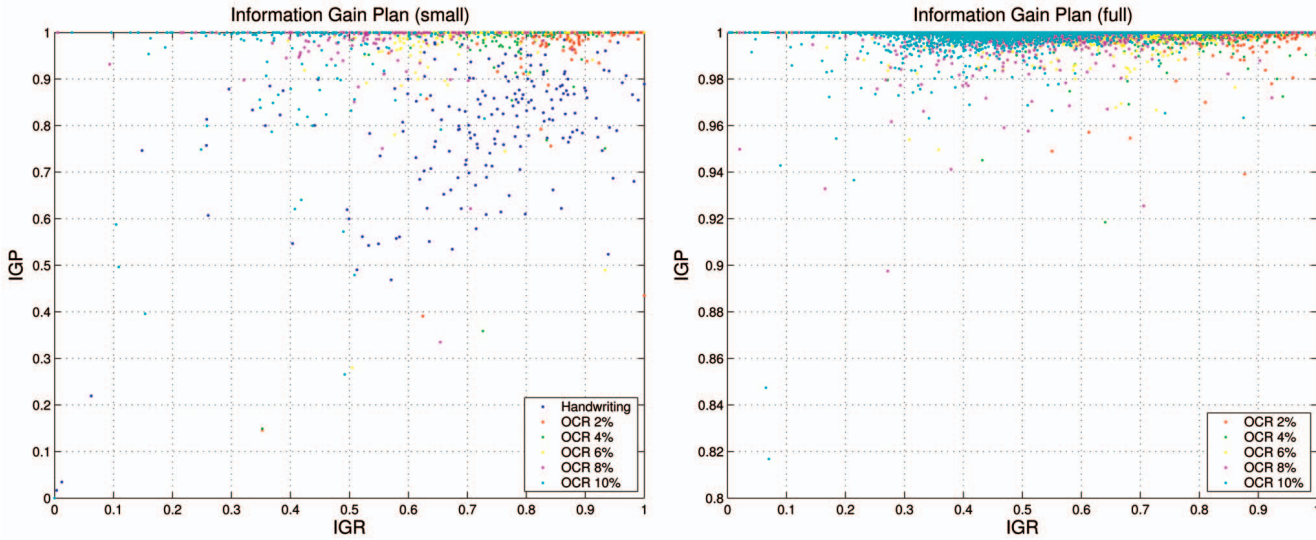 Information Gain Plan (small)
1
0.9
0.8
0.7
0.6
0.5
0.4
0.3
0.2
0.1
0
IGP
0 0.1 0.2 0.3 0.4 0.5 0.6 0.7 0.8 0.9 1
IGR
Handwriting
OCR 2%
OCR 4%
OCR 6%
OCR 8%
OCR 10%
Information Gain Plan (full)
1
0.98
0.96
0.94
0.92
0.9
0.88
0.86
0.84
0.82
0.8
IGP
0 0.1 0.2 0.3 0.4 0.5 0.6 0.7 0.8 0.9 1
IGR
OCR 2%
OCR 4%
OCR 6%
OCR 8%
OCR 10%